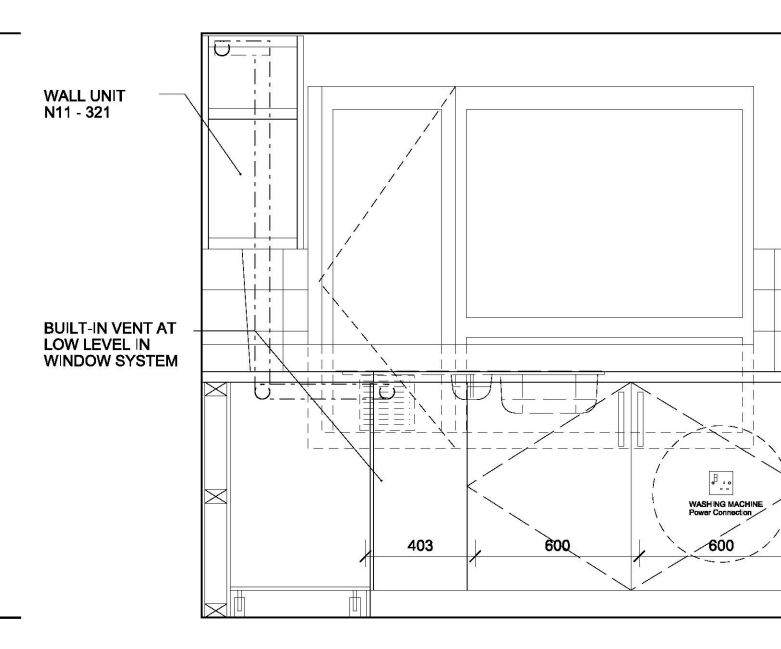 WALL UNIT
N11 - 321
BUILT-IN VENT AT
LOW LEVEL IN
WINDOW SYSTEM
WASHING MACHINE
Power Connection
403
600
600